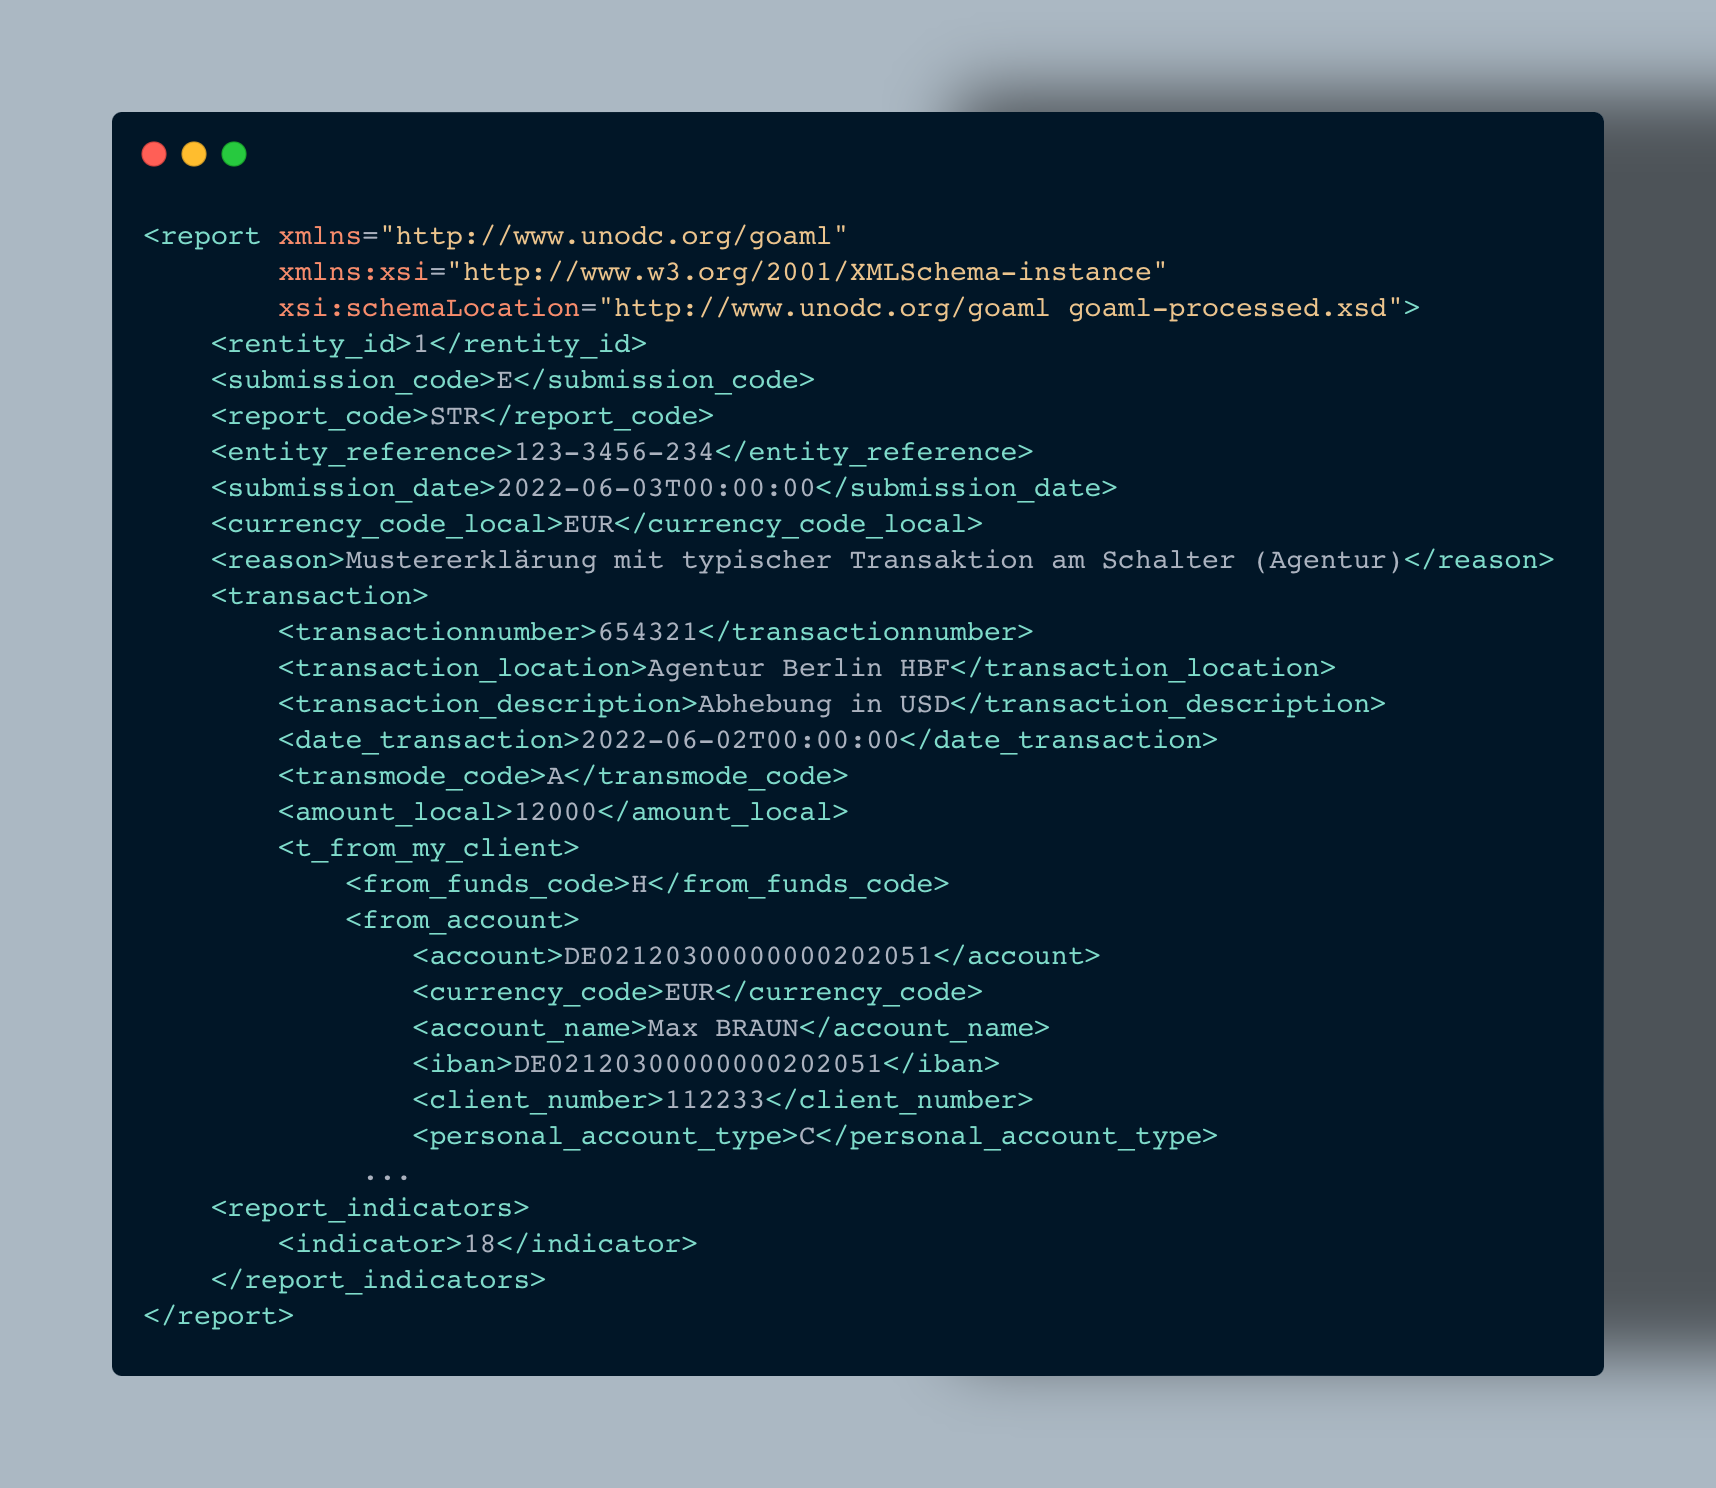 <report xmlns="http://www.unodc.org/goaml"
xmlns:xsi="http://www.w3.org/2001/XMLSchema-instance"
xsi:schemaLocation="http://www.unodc.org/goaml goaml-processed.xsd">
<rentity_id>1</rentity_id>
<submission_code>E</submission_code>
<report_code>STR</report_code>
<entity_reference>123-3456-234</entity_reference>
<submission_date>2022-06-03T00:00:00</submission_date>
<currency_code_local>EUR</currency_code_local>
<reason>Mustererklärung mit typischer Transaktion am Schalter (Agentur)</reason>
<transaction>
<transactionnumber>654321</transactionnumber>
<transaction_location>Agentur Berlin HBF</transaction_location>
<transaction_description>Abhebung in USD</transaction_description>
<date_transaction>2022-06-02T00:00:00</date_transaction>
<transmode_code>A</transmode_code>
<amount_local>12000</amount_local>
<t_from_my_client>
<from_funds_code>H</from_funds_code>
<from_account>
<account>DE02120300000000202051</account>
<currency_code>EUR</currency_code>
<account_name>Max BRAUN</account_name>
<iban>DE02120300000000202051</iban>
<client_number>112233</client_number>
<personal_account_type>C</personal_account_type>
...
<report_indicators>
<indicator>18</indicator>
</report_indicators>
</report>